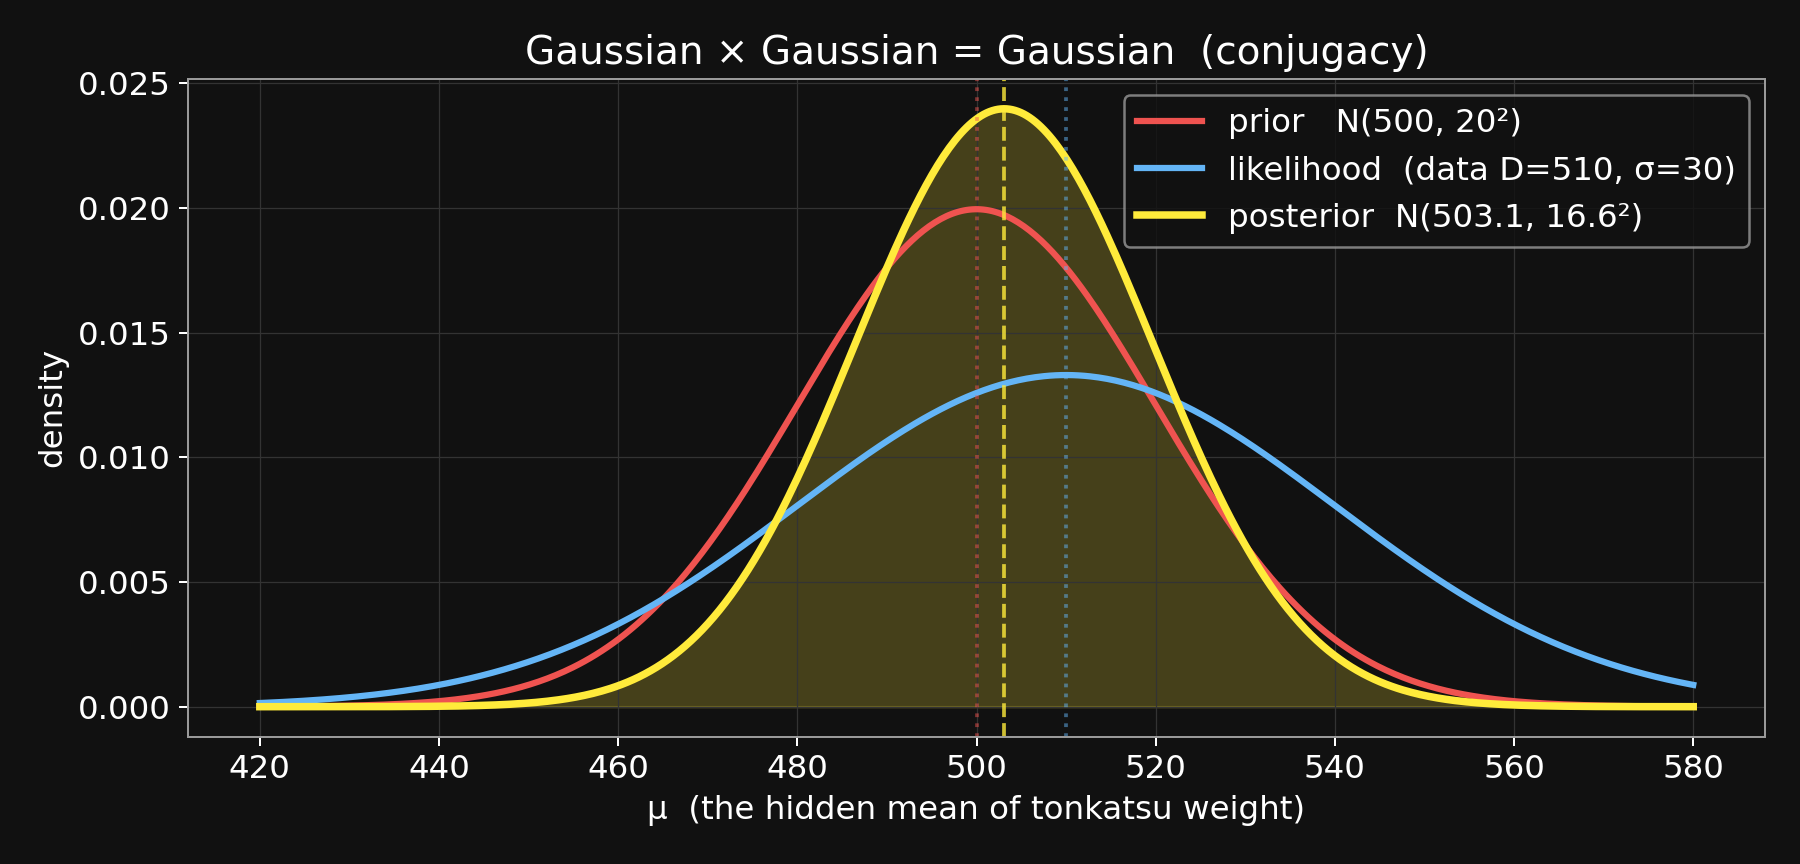 Gaussian × Gaussian = Gaussian  (conjugacy)
prior   N(500, 20²)
likelihood  (data D=510, σ=30)
posterior  N(503.1, 16.6²)
density
0.025
0.020
0.015
0.010
0.005
0.000
420 440 460 480 500 520 540 560 580
μ  (the hidden mean of tonkatsu weight)